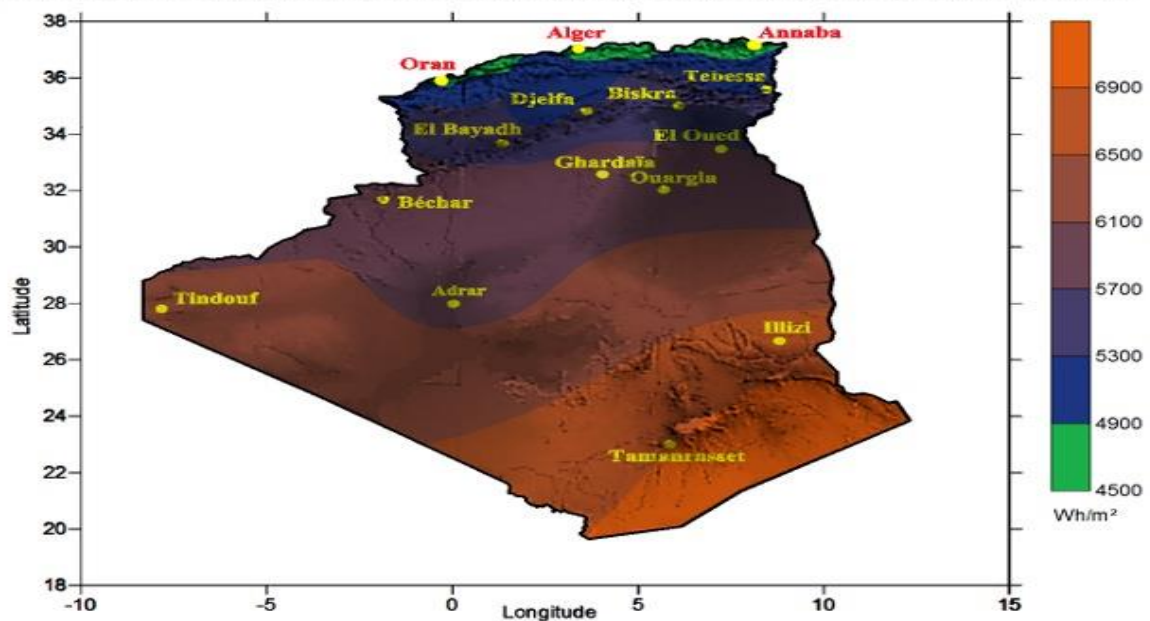 38
36
34
32
30
28
26
24
22
20
18
Latitude
-10
-5
0
5
10
15
Longitude
Alger
Annaba
Oran
Tebessa
Biskra
Djelfa
El Bayadh
El Oued
Ghardaïa
Ouargla
Béchar
Adrar
Tindouf
Illizi
Tamanrasset
6900
6500
6100
5700
5300
4900
4500
Wh/m²